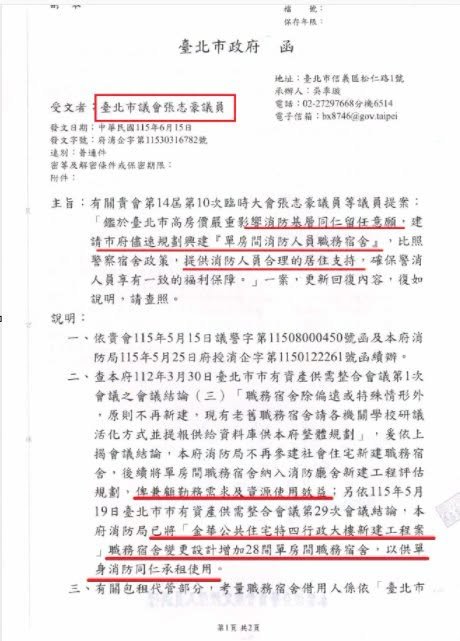 檔　　號：
保存年限：
臺北市政府　函
地址：臺北市信義區松仁路1號
承辦人：吳季璇
電話：02-27297668分機6514
電子信箱：bx8746@gov.taipei
受文者：臺北市議會張志豪議員
發文日期：中華民國115年6月15日
發文字號：府消企字第11530316782號
速別：普通件
密等及解密條件或保密期限：
附件：
主旨：有關貴會第14屆第10次臨時大會張志豪議員等議員提案：
「鑑於臺北市高房價嚴重影響消防基層同仁留任意願，建
請市府儘速規劃興建『單房間消防人員職務宿舍』，比照
警察宿舍政策，提供消防人員合理的居住支持，確保警消
人員享有一致的福利保障。」一案，更新回復內容，復如
說明，請查照。
說明：
一、依貴會115年5月15日議警字第11508000450號函及本府消
防局115年5月25日府授消企字第1150122261號函續辦。
二、查本府112年3月30日臺北市市有資產供需整合會議第1次
會議之會議結論（三）「職務宿舍除偏遠或特殊情形外
，原則不再新建，現有老舊職務宿舍請各機關學校研議
活化方式並提報供給資料庫供本府整體規劃」，爰依上
揭會議結論，本府消防局不再參建社會住宅新建職務宿
舍，後續將單房間職務宿舍納入消防廳舍新建工程評估
規劃，俾兼顧勤務需求及資源使用效益；另依115年5月
19日臺北市市有資產供需整合會議第29次會議結論，本
府消防局已將「金華公共住宅特四行政大樓新建工程案
」職務宿舍變更設計增加28間單房間職務宿舍，以供單
身消防同仁承租使用。
三、有關包租代管部分，考量職務宿舍借用人係依「臺北市
第1頁 共2頁